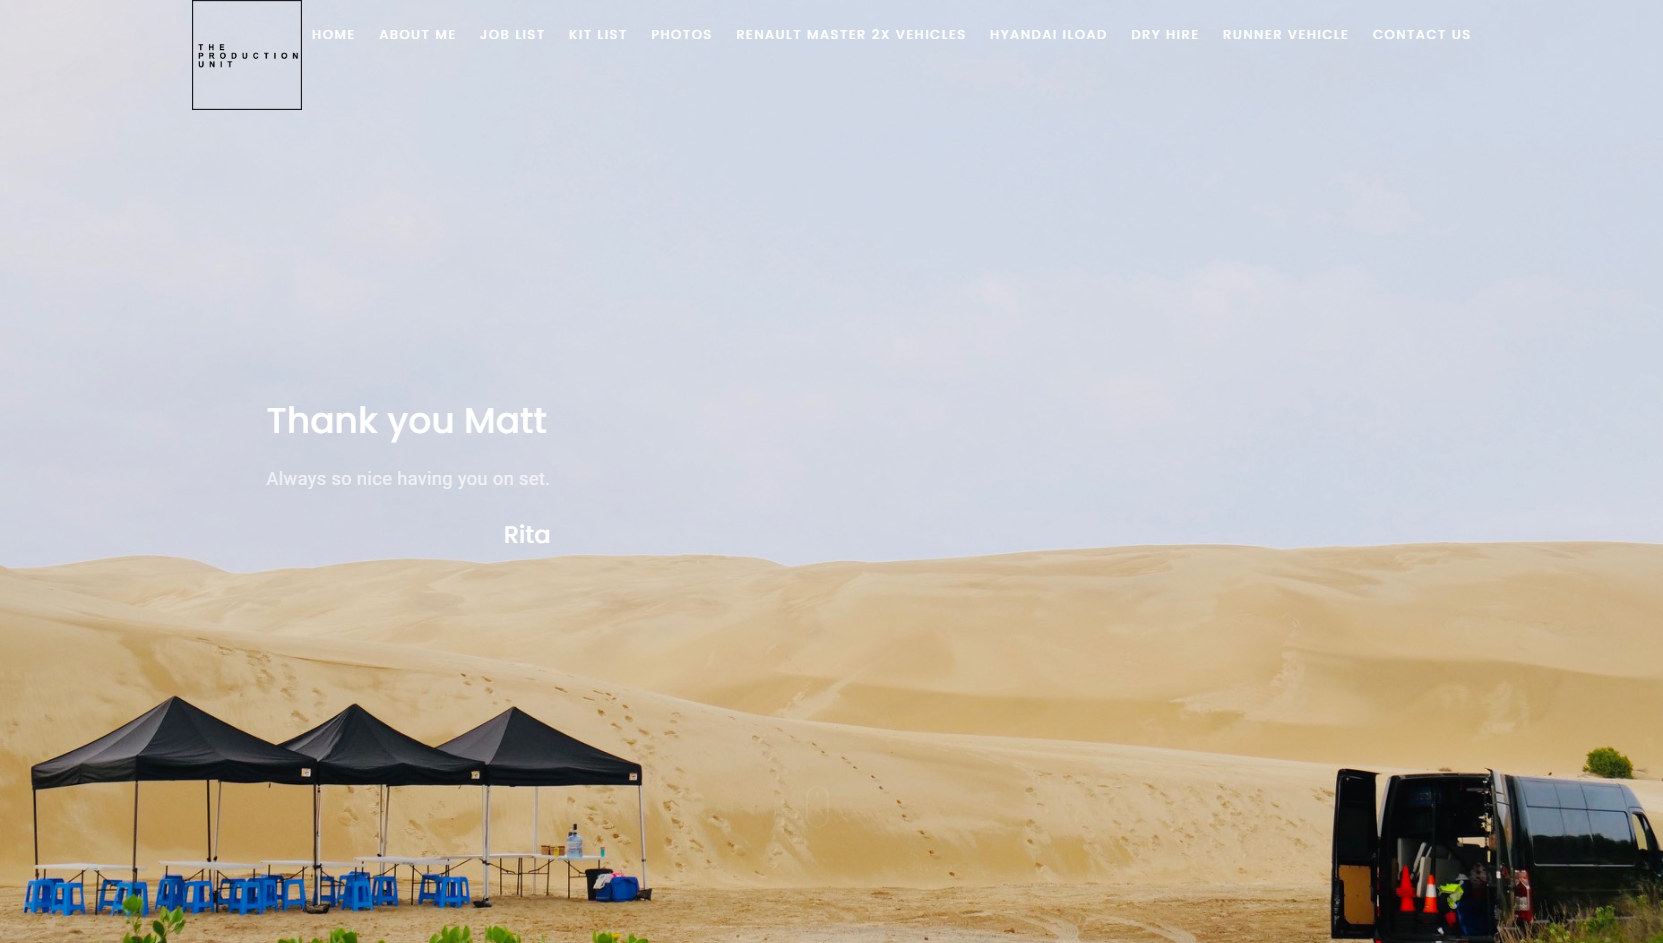 THE
PRODUCTION
UNIT
HOME ABOUT ME JOB LIST KIT LIST PHOTOS RENAULT MASTER 2X VEHICLES HYANDAI ILOAD DRY HIRE RUNNER VEHICLE CONTACT US
Thank you Matt
Always so nice having you on set.
Rita